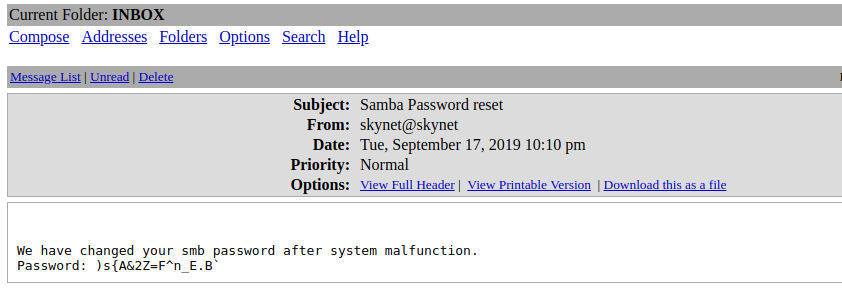 Current Folder: INBOX
Compose Addresses Folders Options Search Help
Message List | Unread | Delete
Subject: Samba Password reset
From: skynet@skynet
Date: Tue, September 17, 2019 10:10 pm
Priority: Normal
Options: View Full Header | View Printable Version | Download this as a file
We have changed your smb password after system malfunction.
Password: )s{A&2Z=F^n_E.B`